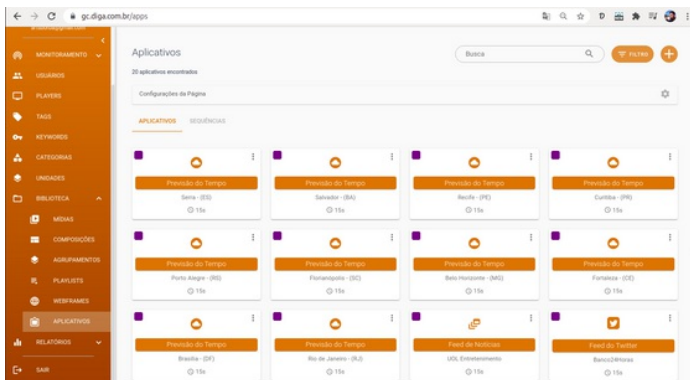 gc.diga.com.br/apps
MONITORAMENTO
USUÁRIOS
PLAYERS
TAGS
KEYWORDS
CATEGORIAS
UNIDADES
BIBLIOTECA
MÍDIAS
COMPOSIÇÕES
AGRUPAMENTOS
PLAYLISTS
WEBFRAMES
APLICATIVOS
RELATÓRIOS
SAIR
Aplicativos
20 aplicativos encontrados
Busca
FILTRO
Configurações da Página
APLICATIVOS SEQUÊNCIAS
Previsão do Tempo
Serra - (ES)
15s
Previsão do Tempo
Salvador - (BA)
15s
Previsão do Tempo
Recife - (PE)
15s
Previsão do Tempo
Curitiba - (PR)
15s
Previsão do Tempo
Porto Alegre - (RS)
15s
Previsão do Tempo
Florianópolis - (SC)
15s
Previsão do Tempo
Belo Horizonte - (MG)
15s
Previsão do Tempo
Fortaleza - (CE)
15s
Previsão do Tempo
Brasília - (DF)
15s
Previsão do Tempo
Rio de Janeiro - (RJ)
15s
Feed de Notícias
UOL Entretenimento
15s
Feed do Twitter
Banco24Horas
15s